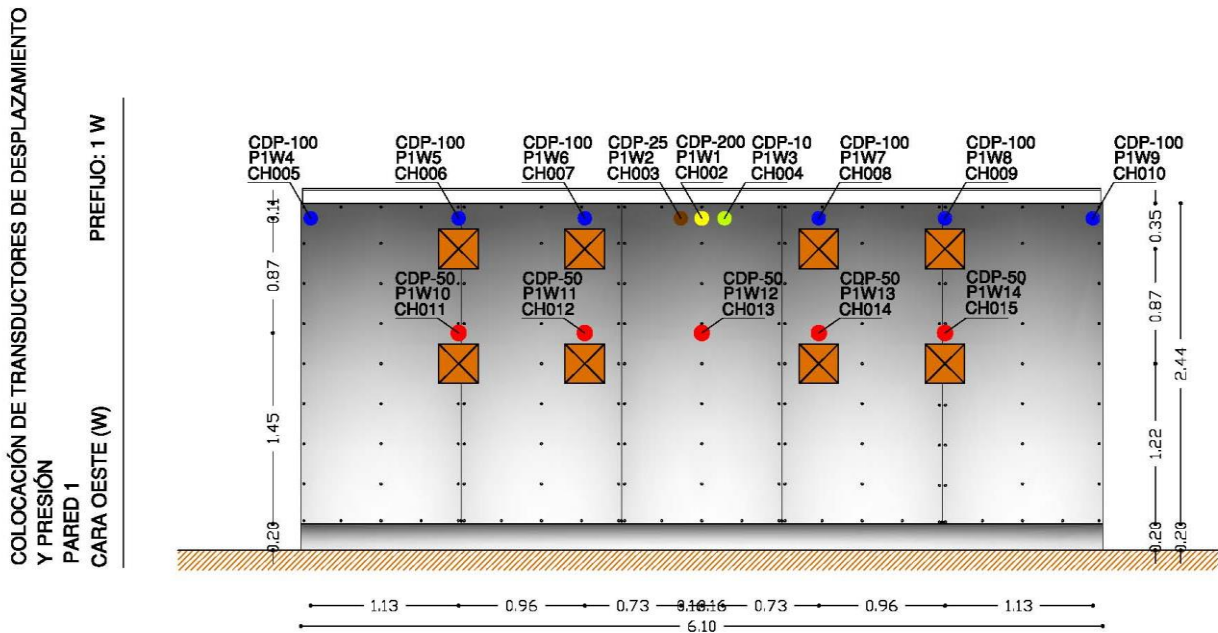 COLOCACIÓN DE TRANSDUCTORES DE DESPLAZAMIENTO
Y PRESIÓN
PARED 1
CARA OESTE (W)
PREFIJO: 1 W
CDP-100
P1W4
CH005
CDP-100
P1W5
CH006
CDP-100
P1W6
CH007
CDP-25
P1W2
CH003
CDP-200
P1W1
CH002
CDP-10
P1W3
CH004
CDP-100
P1W7
CH008
CDP-100
P1W8
CH009
CDP-100
P1W9
CH010
CDP-50
P1W10
CH011
CDP-50
P1W11
CH012
CDP-50
P1W12
CH013
CDP-50
P1W13
CH014
CDP-50
P1W14
CH015
0.11
0.87
1.45
0.20
0.35
0.87
1.22
0.20
2.44
0.20
1.13
0.96
0.73
0.73
0.96
1.13
6.10